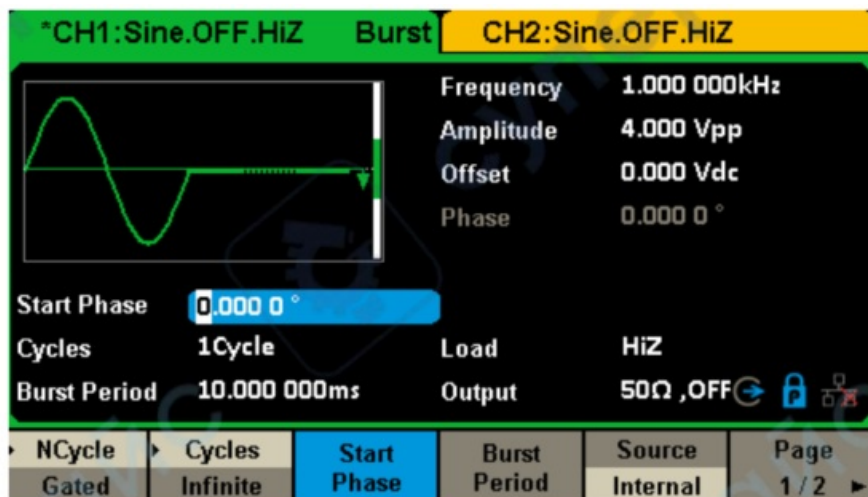 *CH1:Sine.OFF.HiZ Burst CH2:Sine.OFF.HiZ
Frequency 1.000 000kHz
Amplitude 4.000 Vpp
Offset 0.000 Vdc
Phase 0.000 0 °
Start Phase 0.000 0 °
Cycles 1Cycle Load HiZ
Burst Period 10.000 000ms Output 50Ω ,OFF
NCycle Cycles Start Burst Source Page
Gated Infinite Phase Period Internal 1 / 2